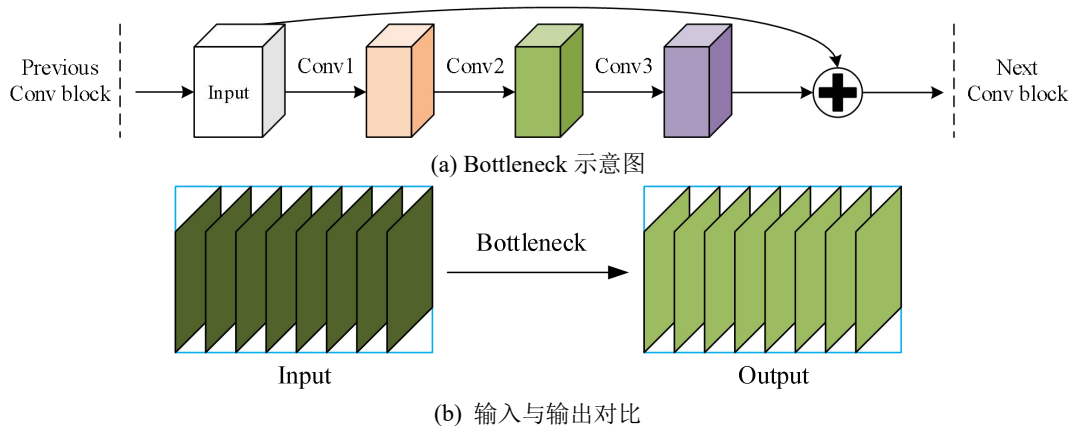 Previous
Conv block
Input
Conv1
Conv2
Conv3
Next
Conv block
(a) Bottleneck 示意图
Bottleneck
Input
Output
(b) 输入与输出对比